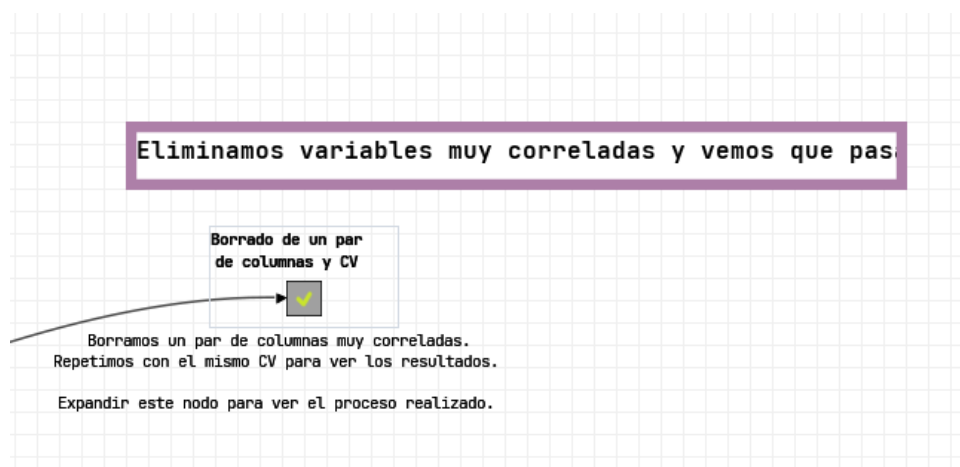 Eliminamos variables muy correladas y vemos que pasa
Borrado de un par
de columnas y CV
Borramos un par de columnas muy correladas.
Repetimos con el mismo CV para ver los resultados.
Expandir este nodo para ver el proceso realizado.